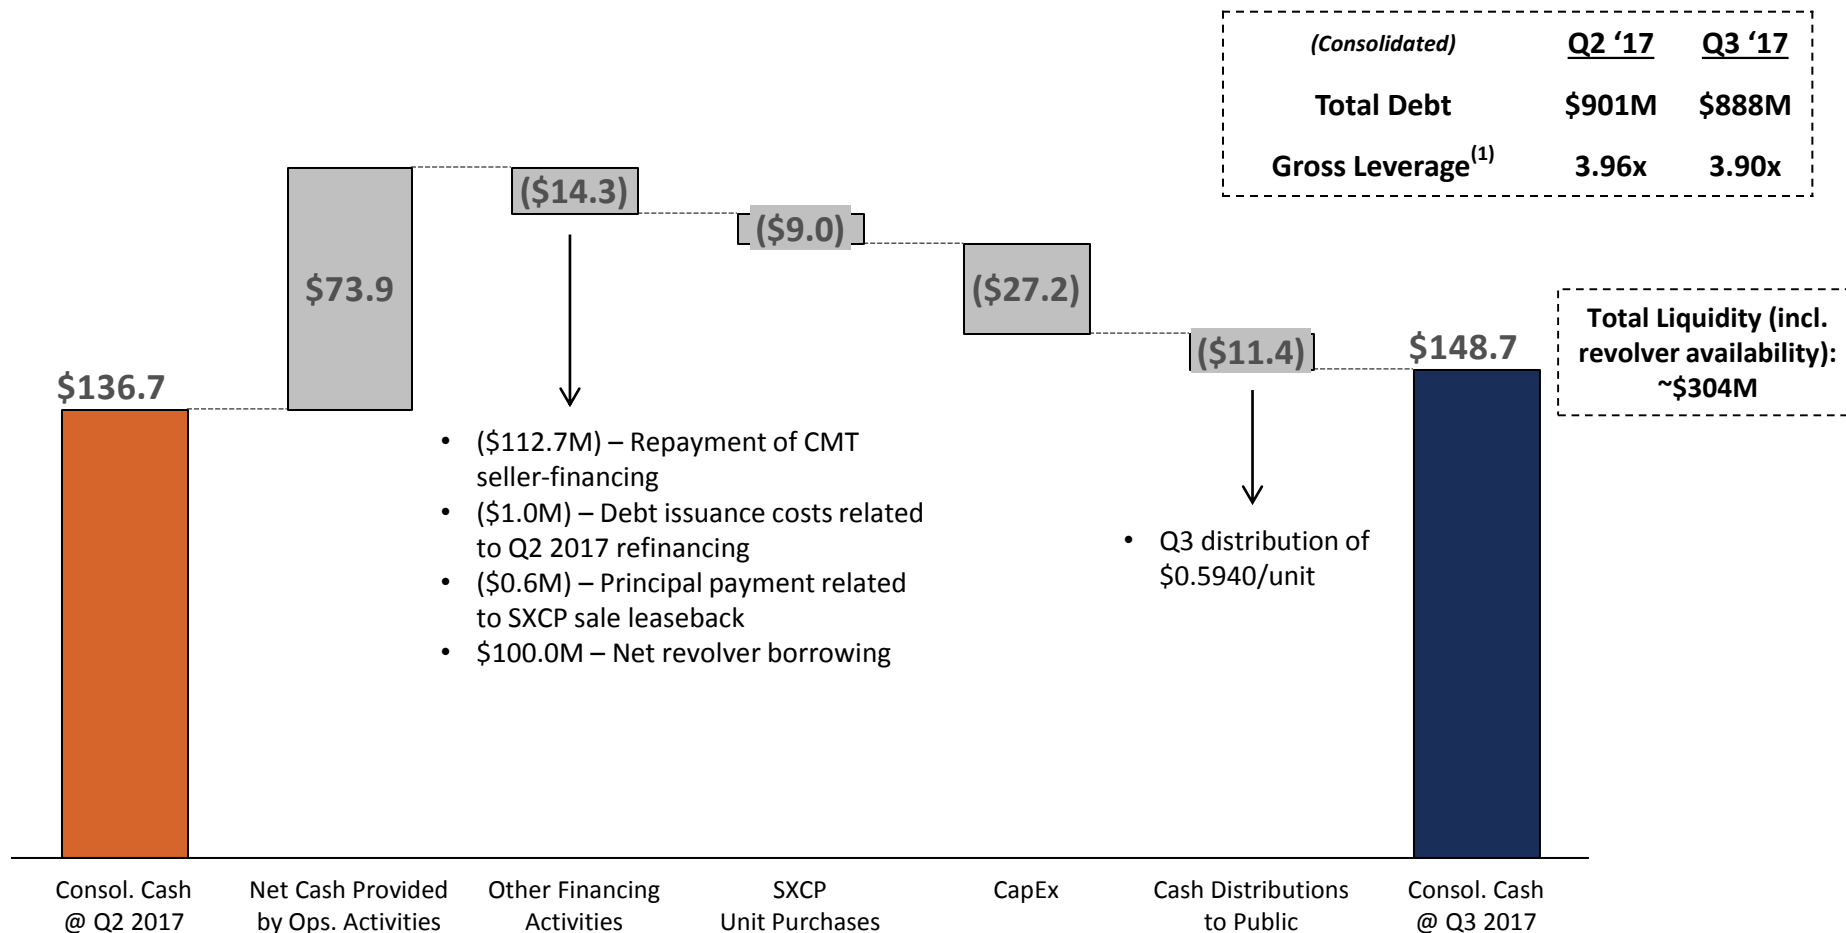 (Consolidated) Q2 ‘17 Q3 ‘17
Total Debt $901M $888M
Gross Leverage(1) 3.96x 3.90x
($14.3)
($9.0)
$73.9
($27.2)
Total Liquidity (incl.
revolver availability):
~$304M
($11.4)
$148.7
$136.7
• ($112.7M) – Repayment of CMT
seller-financing
• ($1.0M) – Debt issuance costs related
to Q2 2017 refinancing
• ($0.6M) – Principal payment related
to SXCP sale leaseback
• $100.0M – Net revolver borrowing
• Q3 distribution of
$0.5940/unit
Consol. Cash
@ Q2 2017
Net Cash Provided
by Ops. Activities
Other Financing
Activities
SXCP
Unit Purchases
CapEx
Cash Distributions
to Public
Consol. Cash
@ Q3 2017